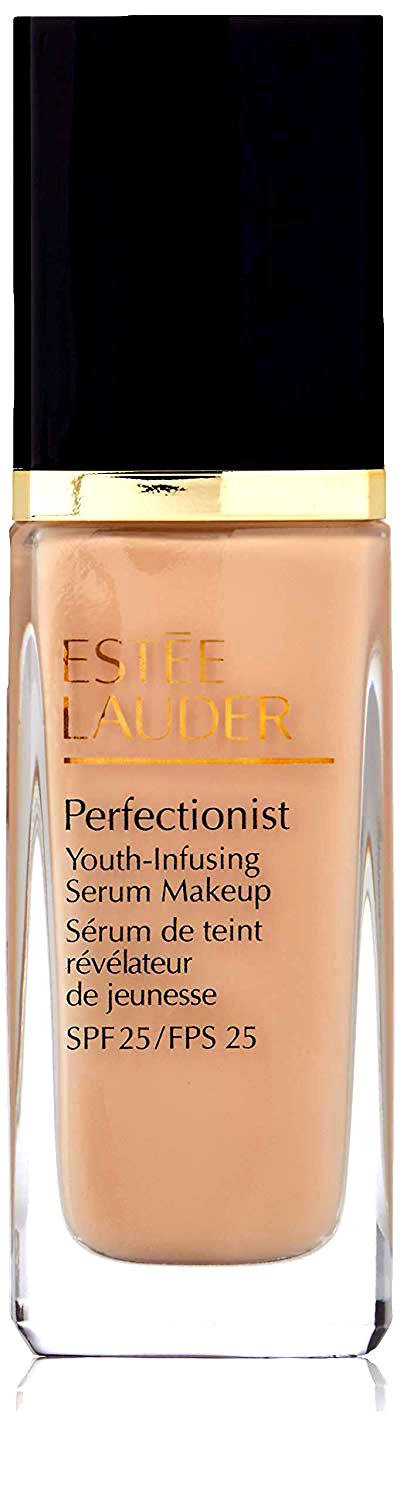 ESTĒE
LAUDER
Perfectionist
Youth-Infusing
Serum Makeup
Sérum de teint
révélateur
de jeunesse
SPF 25/FPS 25